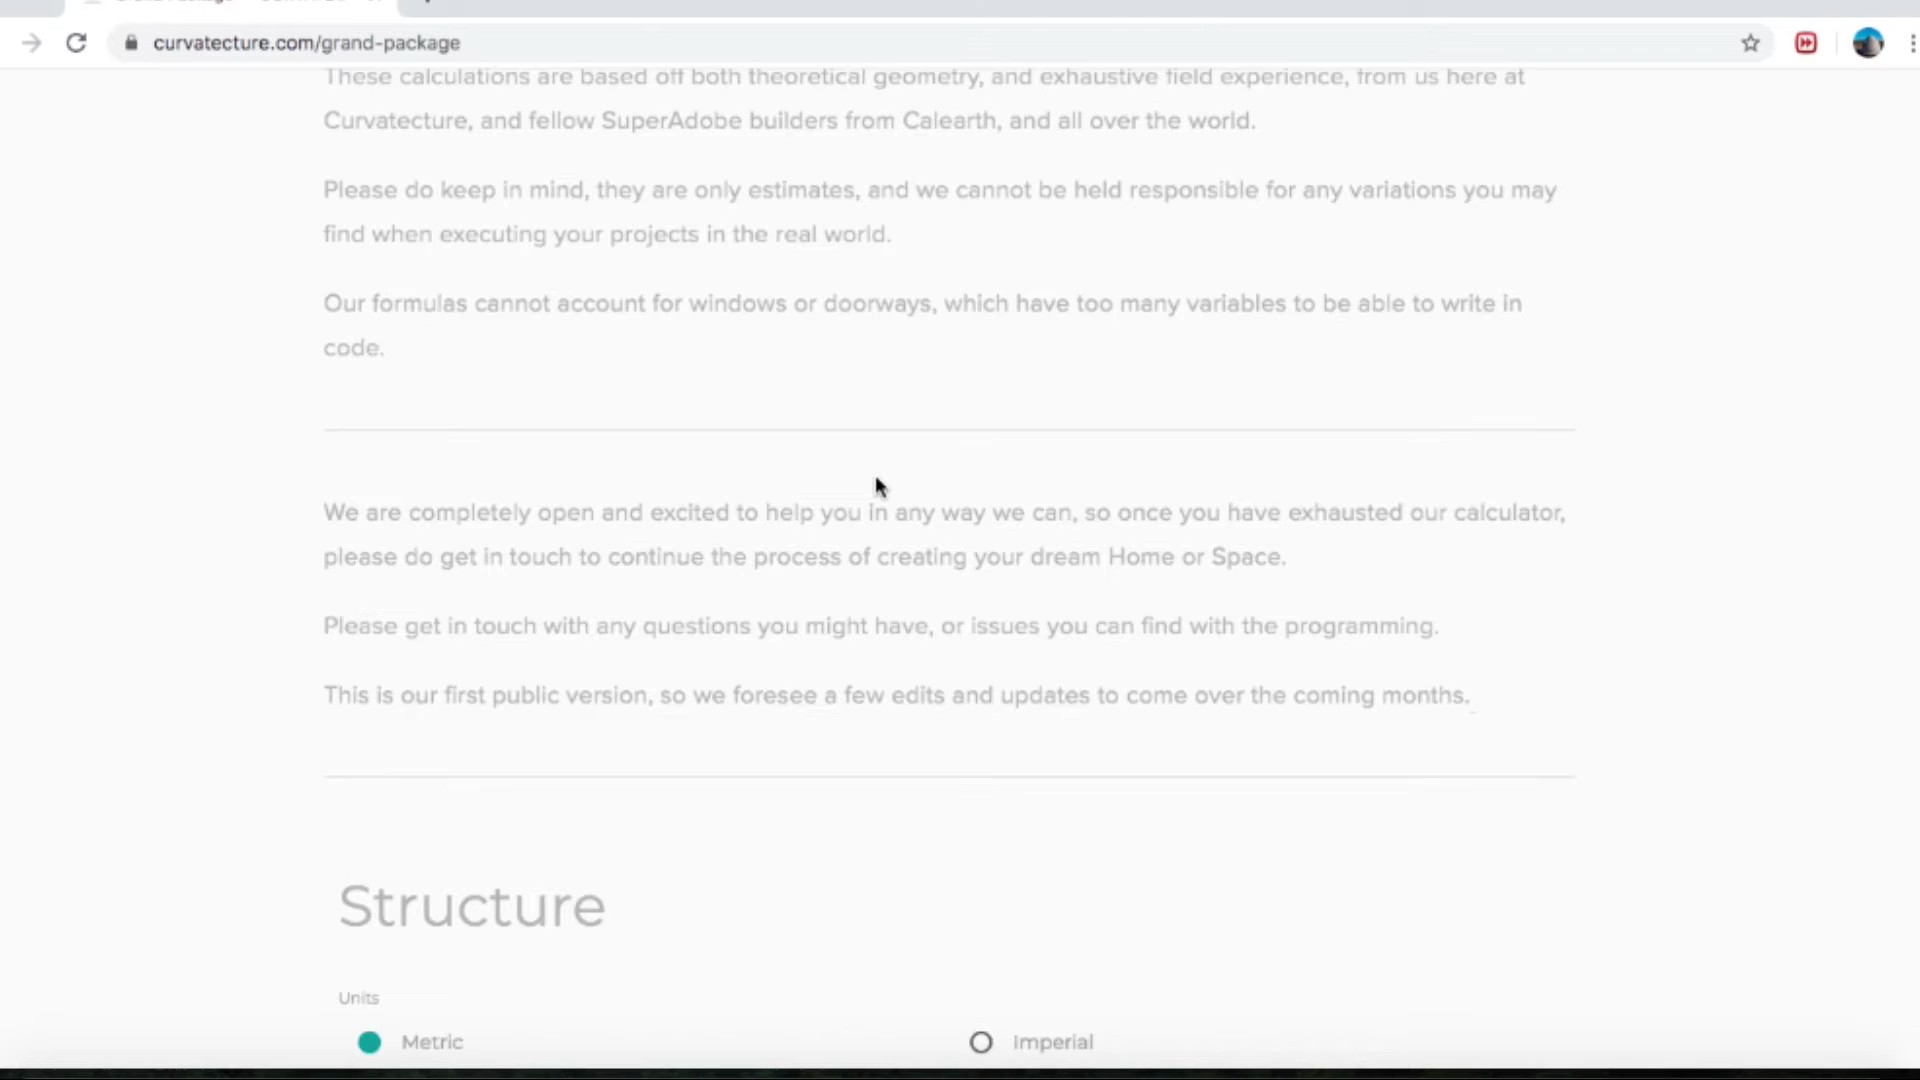 curvatecture.com/grand-package
These calculations are based off both theoretical geometry, and exhaustive field experience, from us here at
Curvatecture, and fellow SuperAdobe builders from Calearth, and all over the world.
Please do keep in mind, they are only estimates, and we cannot be held responsible for any variations you may
find when executing your projects in the real world.
Our formulas cannot account for windows or doorways, which have too many variables to be able to write in
code.
We are completely open and excited to help you in any way we can, so once you have exhausted our calculator,
please do get in touch to continue the process of creating your dream Home or Space.
Please get in touch with any questions you might have, or issues you can find with the programming.
This is our first public version, so we foresee a few edits and updates to come over the coming months.
Structure
Units
Metric
Imperial